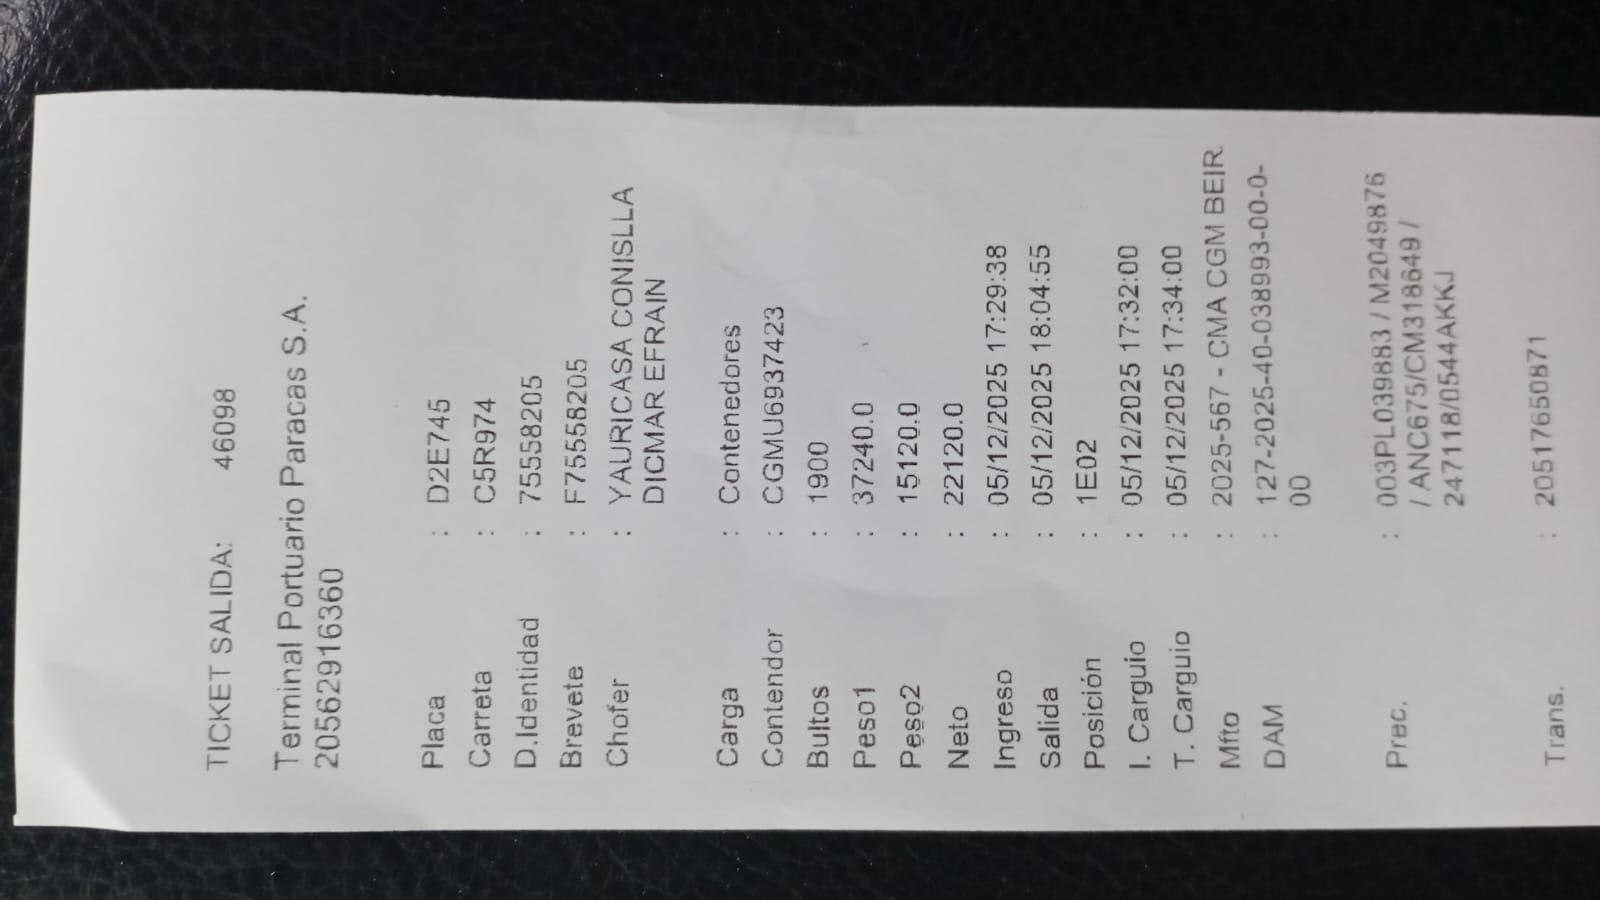 TICKET SALIDA: 46098
Terminal Portuario Paracas S.A.
20562916360
Placa : D2E745
Carreta : C5R974
D.Identidad : 75558205
Brevete : F75558205
Chofer : YAURICASA CONISLLA
DICMAR EFRAIN
Carga : Contenedores
Contendor : CGMU6937423
Bultos : 1900
Peso1 : 37240.0
Peso2 : 15120.0
Neto : 22120.0
Ingreso : 05/12/2025 17:29:38
Salida : 05/12/2025 18:04:55
Posición : 1E02
I. Carguio : 05/12/2025 17:32:00
T. Carguio : 05/12/2025 17:34:00
Mfto : 2025-567 - CMA CGM BEIR
DAM : 127-2025-40-038993-00-0-
00
Prec. : 003PL039883 / M2049876
/ ANC675/CM318649 /
247118/0544AKKJ
Trans. : 20517650871